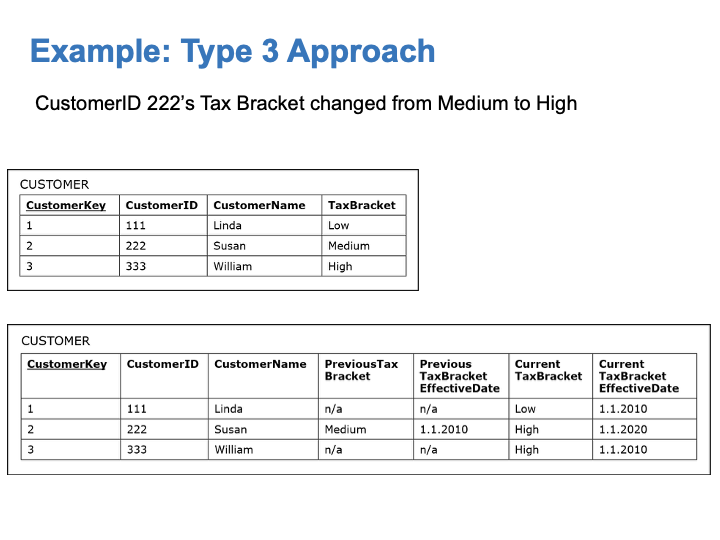 Example: Type 3 Approach
CustomerID 222’s Tax Bracket changed from Medium to High
CUSTOMER
CustomerKey CustomerID CustomerName TaxBracket
1 111 Linda Low
2 222 Susan Medium
3 333 William High
CUSTOMER
CustomerKey CustomerID CustomerName PreviousTax Previous Current Current
Bracket TaxBracket TaxBracket TaxBracket
EffectiveDate EffectiveDate
1 111 Linda n/a n/a Low 1.1.2010
2 222 Susan Medium 1.1.2010 High 1.1.2020
3 333 William n/a n/a High 1.1.2010